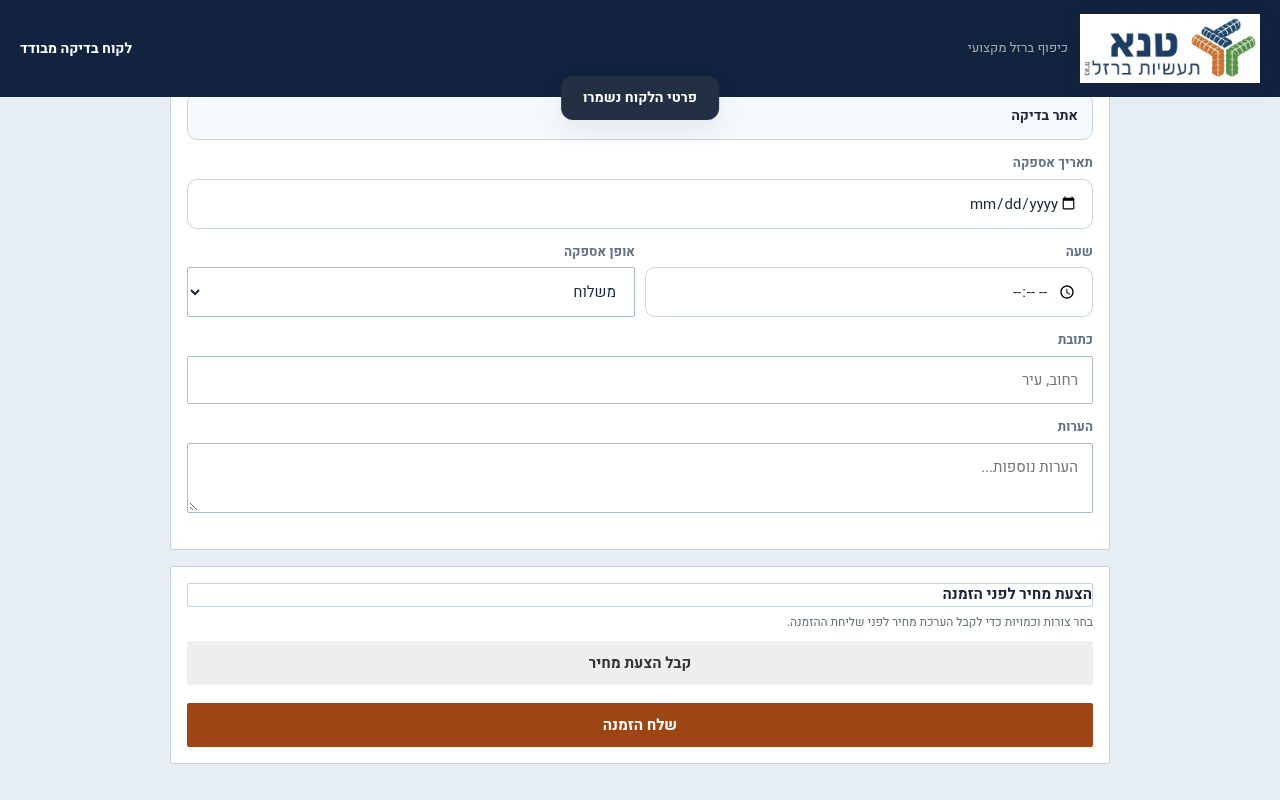 טנא
תעשיות ברזל
כיפוף ברזל מקצועי
לקוח בדיקה מבודד
פרטי הלקוח נשמרו
אתר בדיקה
תאריך אספקה
mm/dd/yyyy
שעה
אופן אספקה
--:-- --
משלוח
כתובת
רחוב, עיר
הערות
הערות נוספות...
הצעת מחיר לפני הזמנה
בחר צורות וכמויות כדי לקבל הערכת מחיר לפני שליחת ההזמנה.
קבל הצעת מחיר
שלח הזמנה